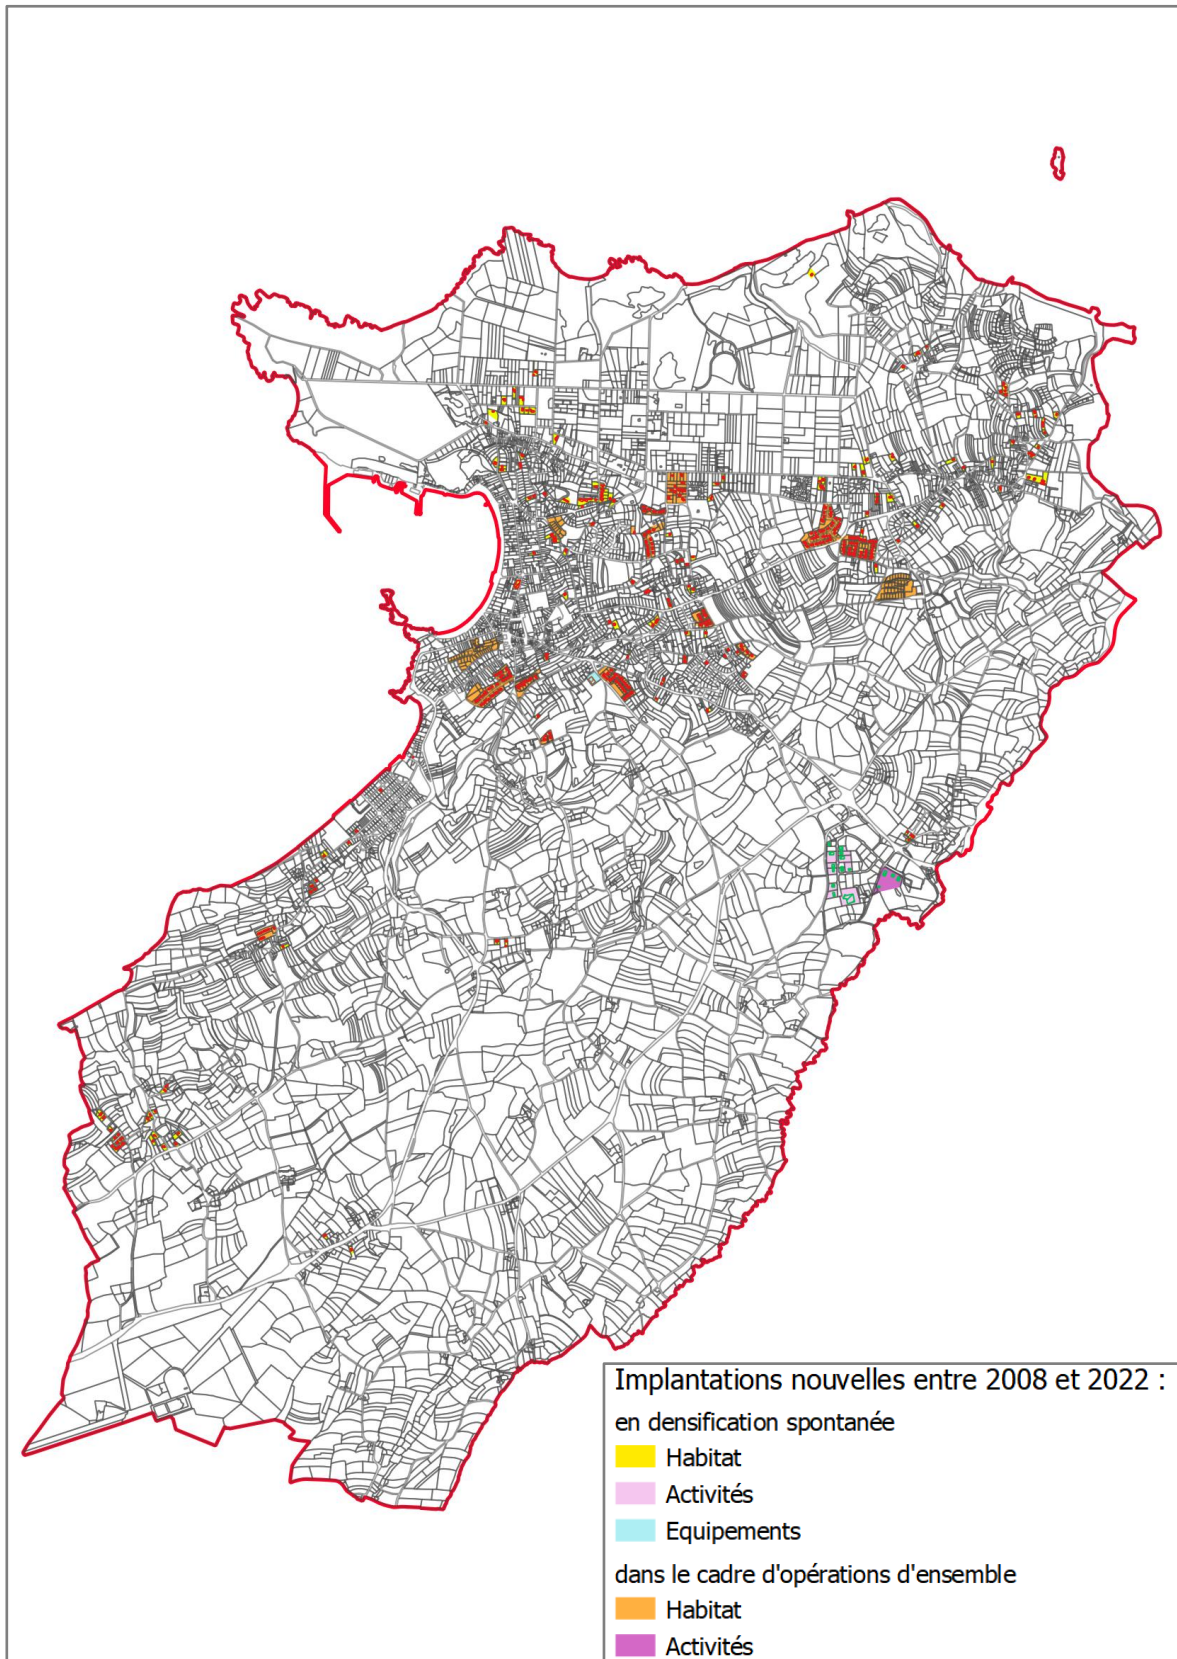 Implantations nouvelles entre 2008 et 2022 :
en densification spontanée
Habitat
Activités
Equipements
dans le cadre d'opérations d'ensemble
Habitat
Activités